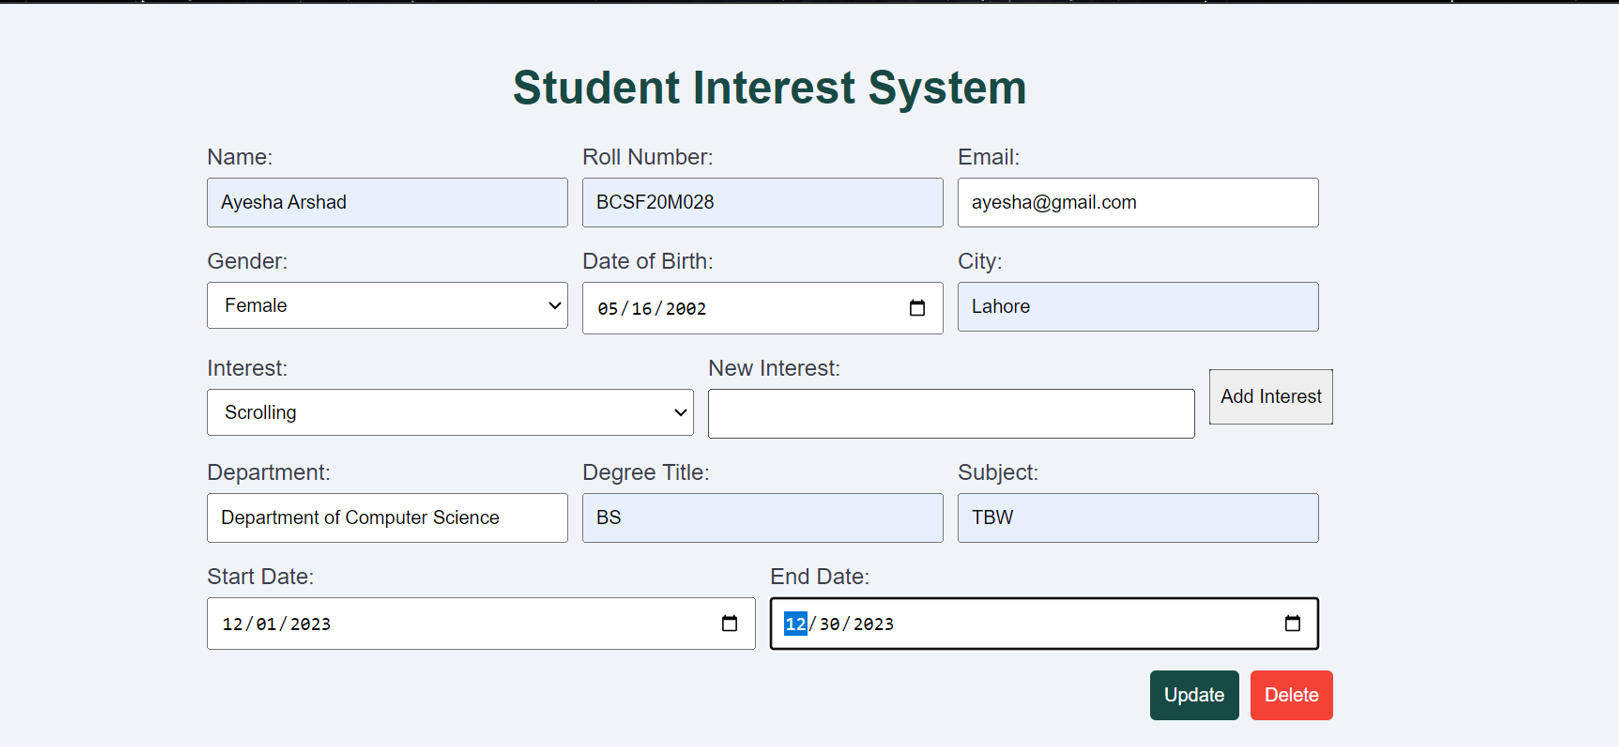 Student Interest System
Name: Roll Number: Email:
Ayesha Arshad BCSF20M028 ayesha@gmail.com
Gender: Date of Birth: City:
Female 05/16/2002 Lahore
Interest: New Interest:
Scrolling Add Interest
Department: Degree Title: Subject:
Department of Computer Science BS TBW
Start Date: End Date:
12/01/2023 12/30/2023
Update Delete